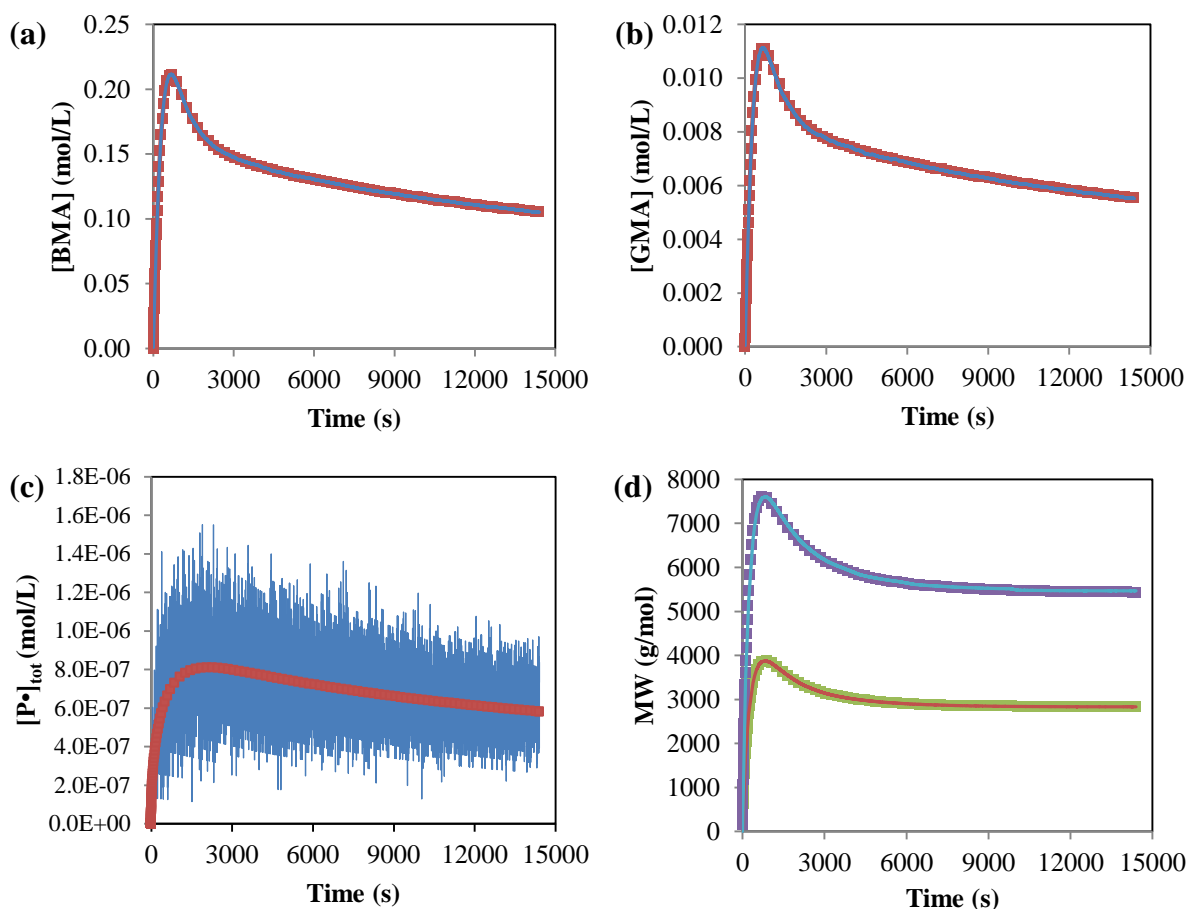 (a)
[BMA] (mol/L)
0.25
0.20
0.15
0.10
0.05
0.00
0 3000 6000 9000 12000 15000
Time (s)
(b)
[GMA] (mol/L)
0.012
0.010
0.008
0.006
0.004
0.002
0.000
0 3000 6000 9000 12000 15000
Time (s)
(c)
[P•]tot (mol/L)
1.8E-06
1.6E-06
1.4E-06
1.2E-06
1.0E-06
8.0E-07
6.0E-07
4.0E-07
2.0E-07
0.0E+00
0 3000 6000 9000 12000 15000
Time (s)
(d)
MW (g/mol)
8000
7000
6000
5000
4000
3000
2000
1000
0
0 3000 6000 9000 12000 15000
Time (s)